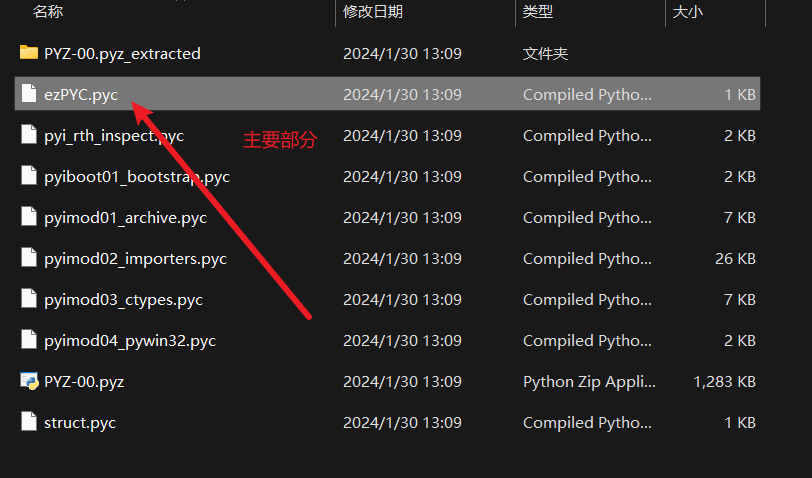 名称 修改日期 类型 大小
PYZ-00.pyz_extracted 2024/1/30 13:09 文件夹
ezPYC.pyc 2024/1/30 13:09 Compiled Pytho... 1 KB
pyi_rth_inspect.pyc 2024/1/30 13:09 Compiled Pytho... 2 KB
主要部分
pyiboot01_bootstrap.pyc 2024/1/30 13:09 Compiled Pytho... 2 KB
pyimod01_archive.pyc 2024/1/30 13:09 Compiled Pytho... 7 KB
pyimod02_importers.pyc 2024/1/30 13:09 Compiled Pytho... 26 KB
pyimod03_ctypes.pyc 2024/1/30 13:09 Compiled Pytho... 7 KB
pyimod04_pywin32.pyc 2024/1/30 13:09 Compiled Pytho... 2 KB
PYZ-00.pyz 2024/1/30 13:09 Python Zip Appli... 1,283 KB
struct.pyc 2024/1/30 13:09 Compiled Pytho... 1 KB